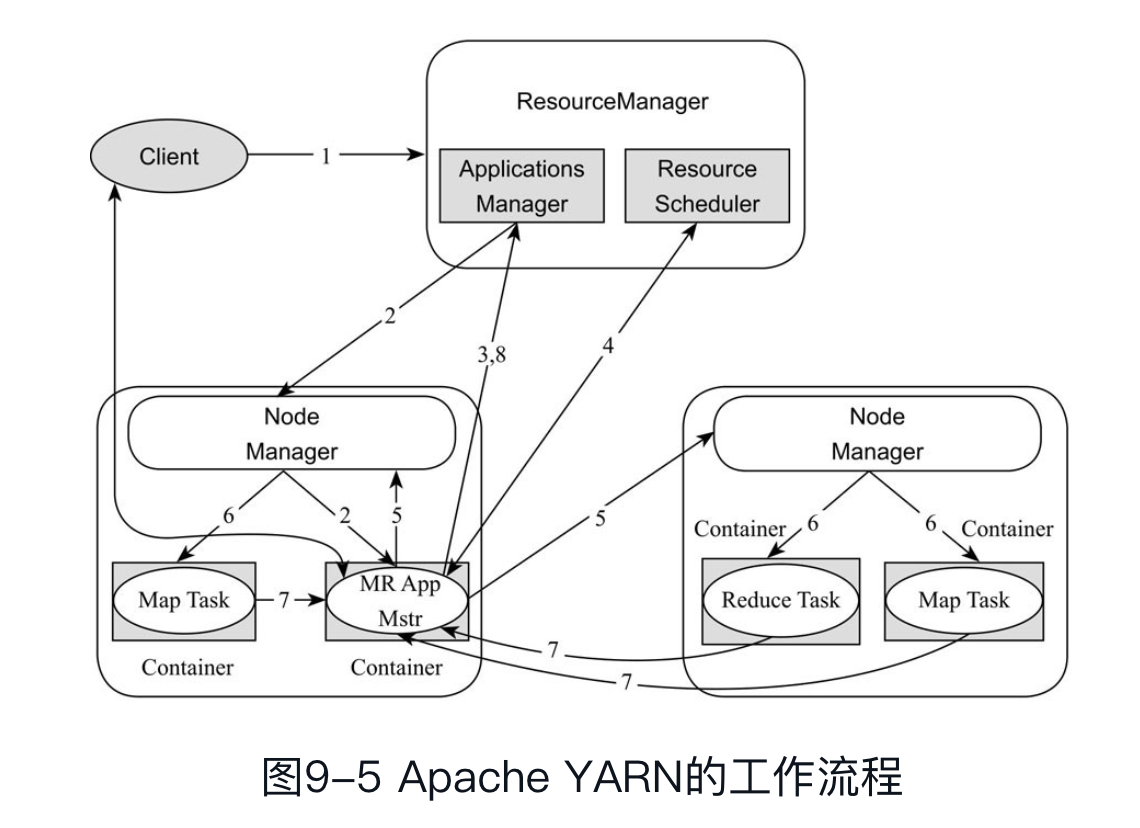 ResourceManager
Client
1
Applications
Manager
Resource
Scheduler
2
3,8
4
Node
Manager
Node
Manager
6
2
5
5
Container
6
6
Container
Map Task
7
MR App
Mstr
Reduce Task
Map Task
Container
Container
7
7
图9-5 Apache YARN的工作流程